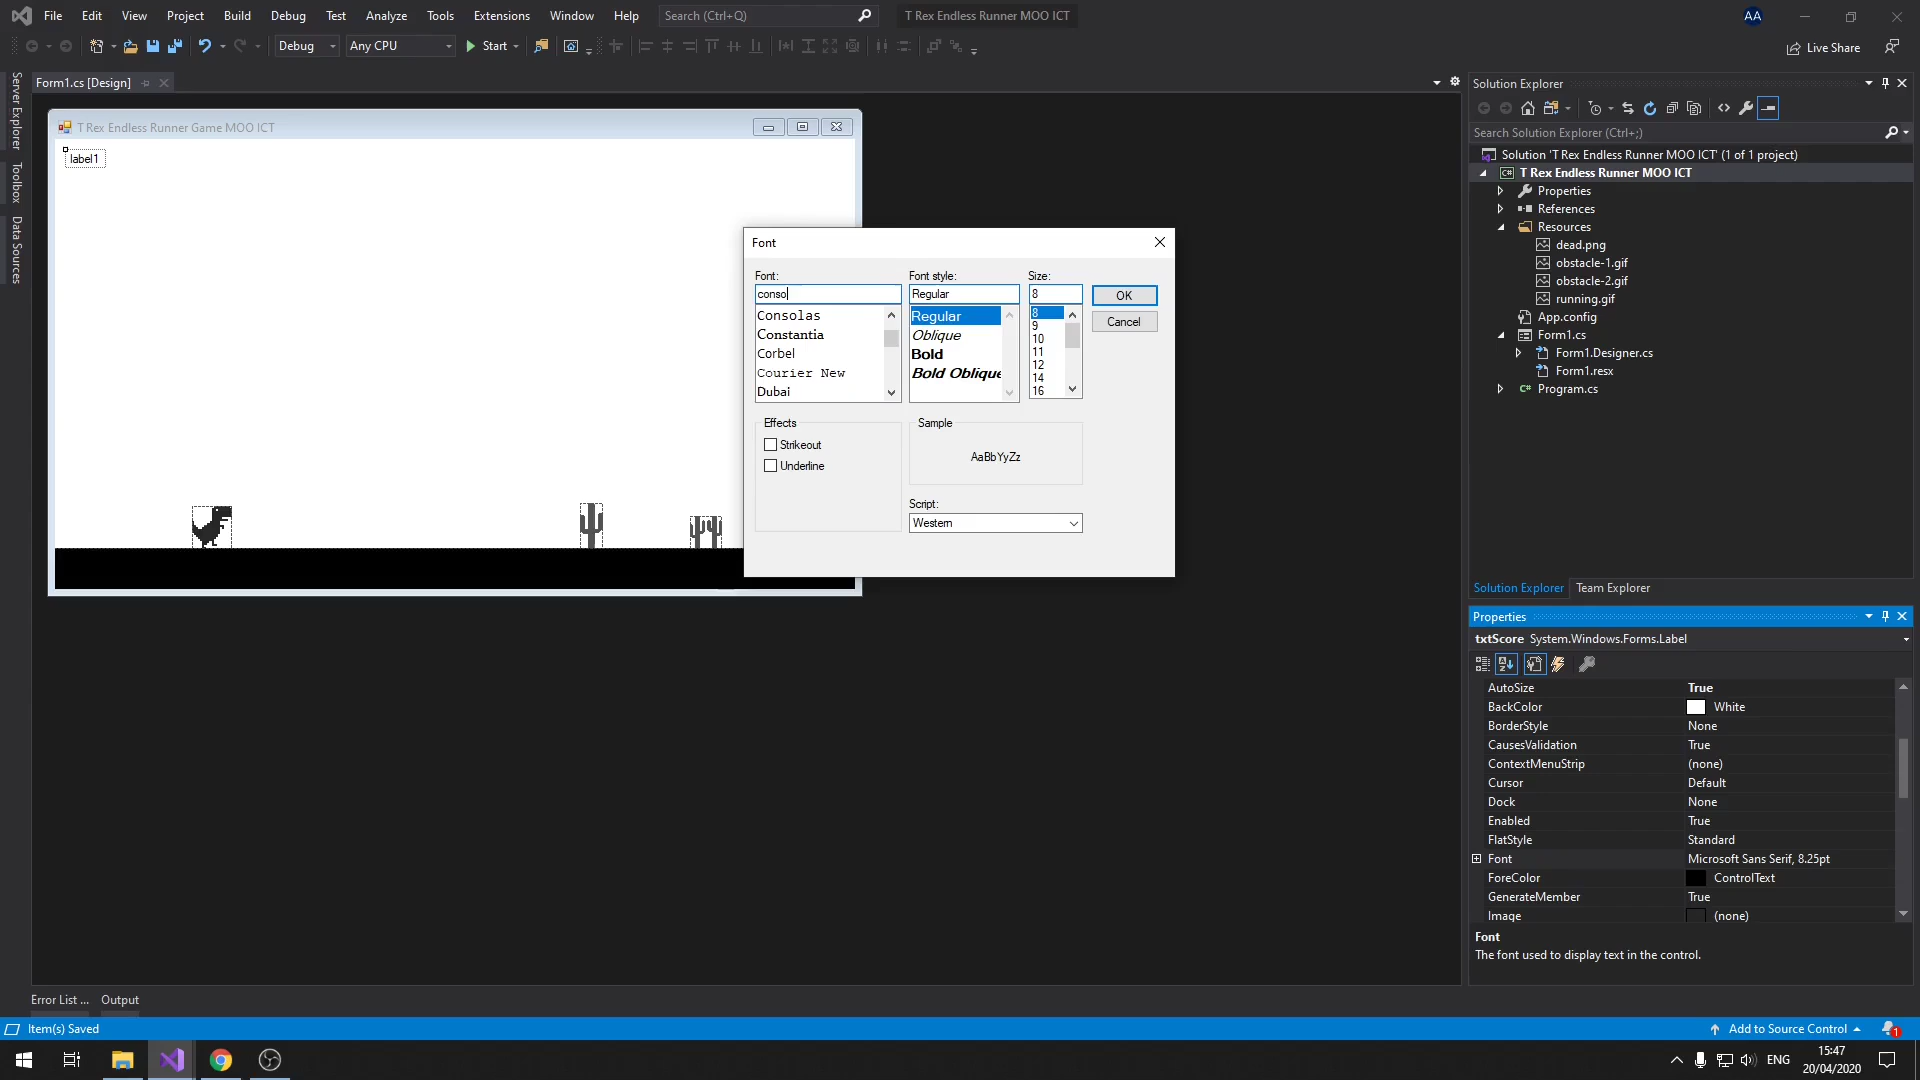 File Edit View Project Build Debug Test Analyze Tools Extensions Window Help Search (Ctrl+Q) T Rex Endless Runner MOO ICT AA
Debug Any CPU Start Live Share
Server Explorer
Toolbox
Data Sources
Form1.cs [Design]
T Rex Endless Runner Game MOO ICT
label1
Font
Font: Font style: Size:
conso Regular 8
OK
Cancel
Consolas
Constantia
Corbel
Courier New
Dubai
Regular
Oblique
Bold
Bold Oblique
8
9
10
11
12
14
16
Effects
Strikeout
Underline
Sample
AaBbYyZz
Script:
Western
Solution Explorer
Search Solution Explorer (Ctrl+;)
Solution 'T Rex Endless Runner MOO ICT' (1 of 1 project)
C# T Rex Endless Runner MOO ICT
Properties
References
Resources
dead.png
obstacle-1.gif
obstacle-2.gif
running.gif
App.config
Form1.cs
Form1.Designer.cs
Form1.resx
C# Program.cs
Solution Explorer Team Explorer
Properties
txtScore System.Windows.Forms.Label
AutoSize True
BackColor White
BorderStyle None
CausesValidation True
ContextMenuStrip (none)
Cursor Default
Dock None
Enabled True
FlatStyle Standard
Font Microsoft Sans Serif, 8.25pt
ForeColor ControlText
GenerateMember True
Image (none)
Font
The font used to display text in the control.
Error List ... Output
Item(s) Saved Add to Source Control 1
ENG
15:47
20/04/2020